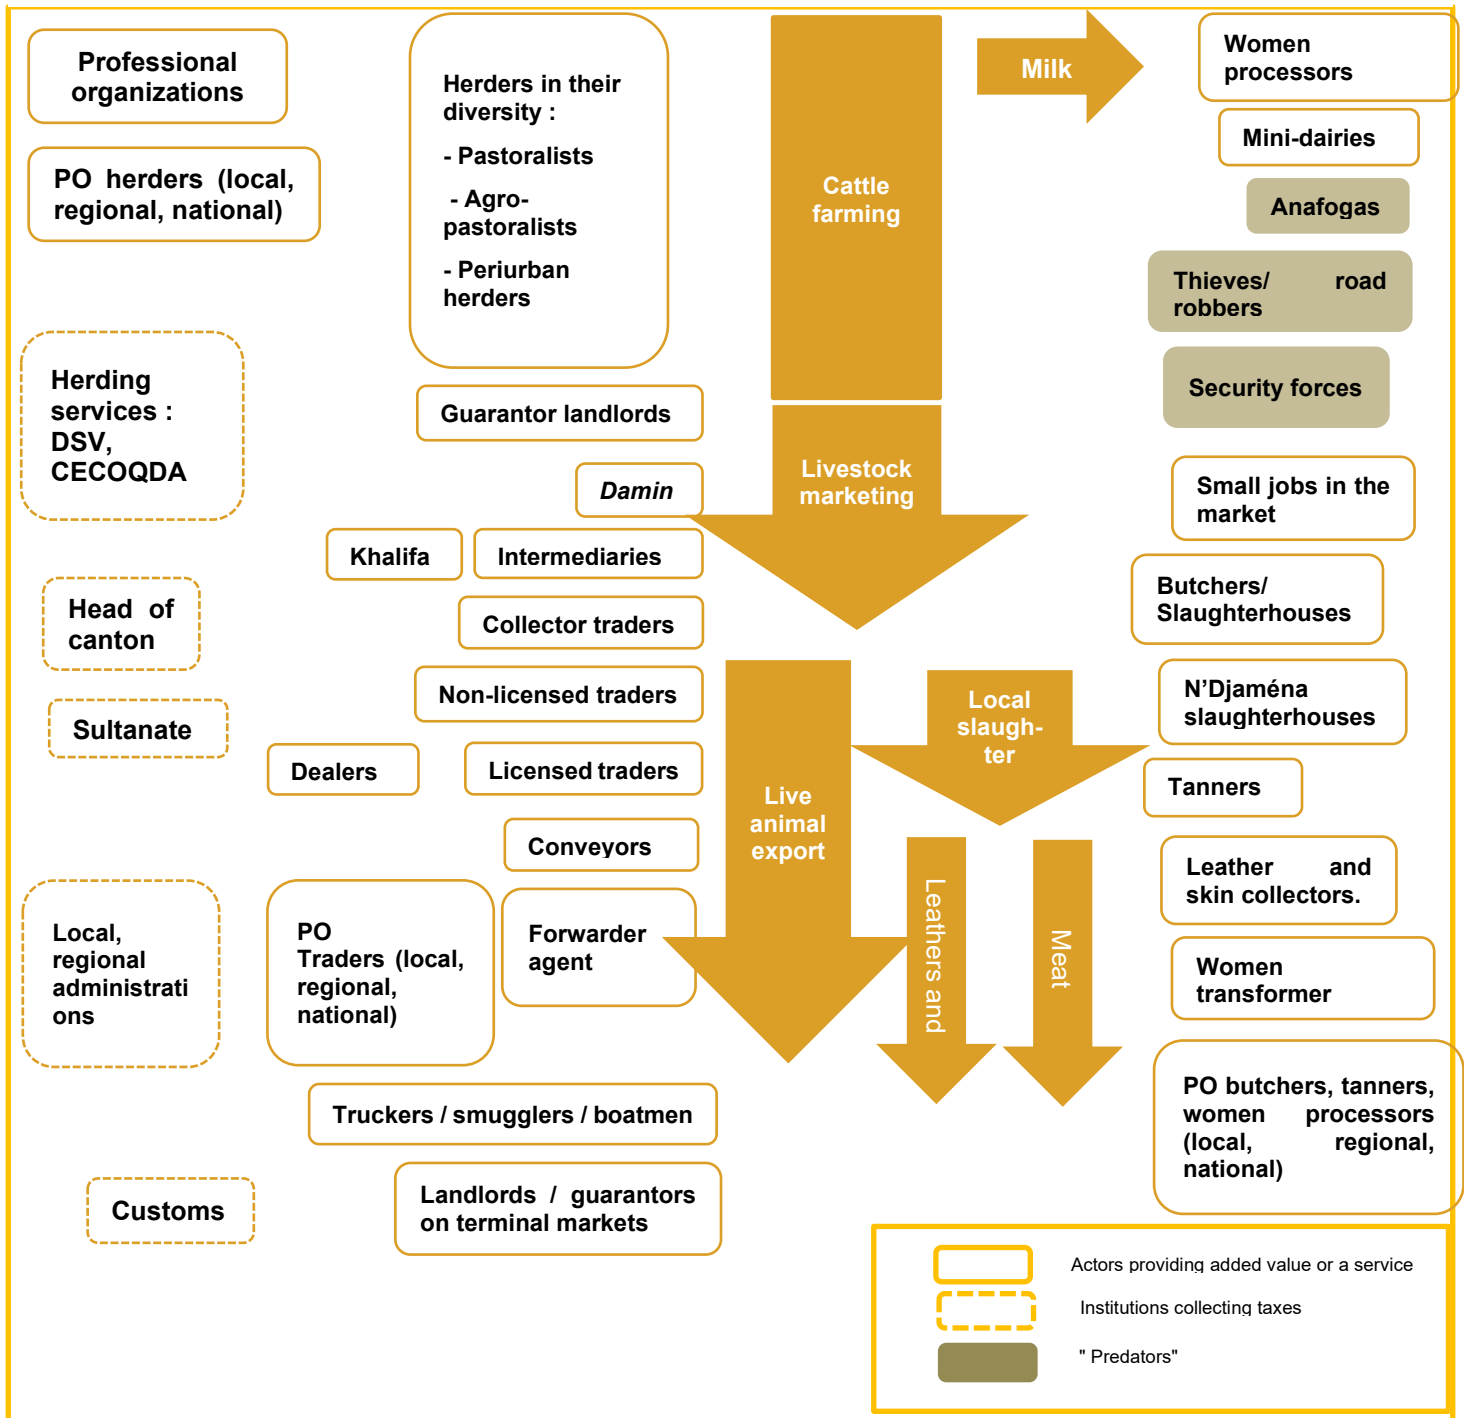 Professional
organizations
PO herders (local,
regional, national)
Herding
services :
DSV,
CECOQDA
Head of
canton
Sultanate
Local,
regional
administrati
ons
Customs
Herders in their
diversity :
- Pastoralists
- Agro-
pastoralists
- Periurban
herders
Guarantor landlords
Damin
Khalifa
Intermediaries
Collector traders
Non-licensed traders
Dealers
Licensed traders
Conveyors
PO
Traders (local,
regional,
national)
Forwarder
agent
Truckers / smugglers / boatmen
Landlords / guarantors
on terminal markets
Cattle
farming
Milk
Livestock
marketing
Live
animal
export
Local
slaugh-
ter
Leathers and
Meat
Women
processors
Mini-dairies
Anafogas
Thieves/ road
robbers
Security forces
Small jobs in the
market
Butchers/
Slaughterhouses
N’Djaména
slaughterhouses
Tanners
Leather and
skin collectors.
Women
transformer
PO butchers, tanners,
women processors
(local, regional,
national)
Actors providing added value or a service
Institutions collecting taxes
" Predators"